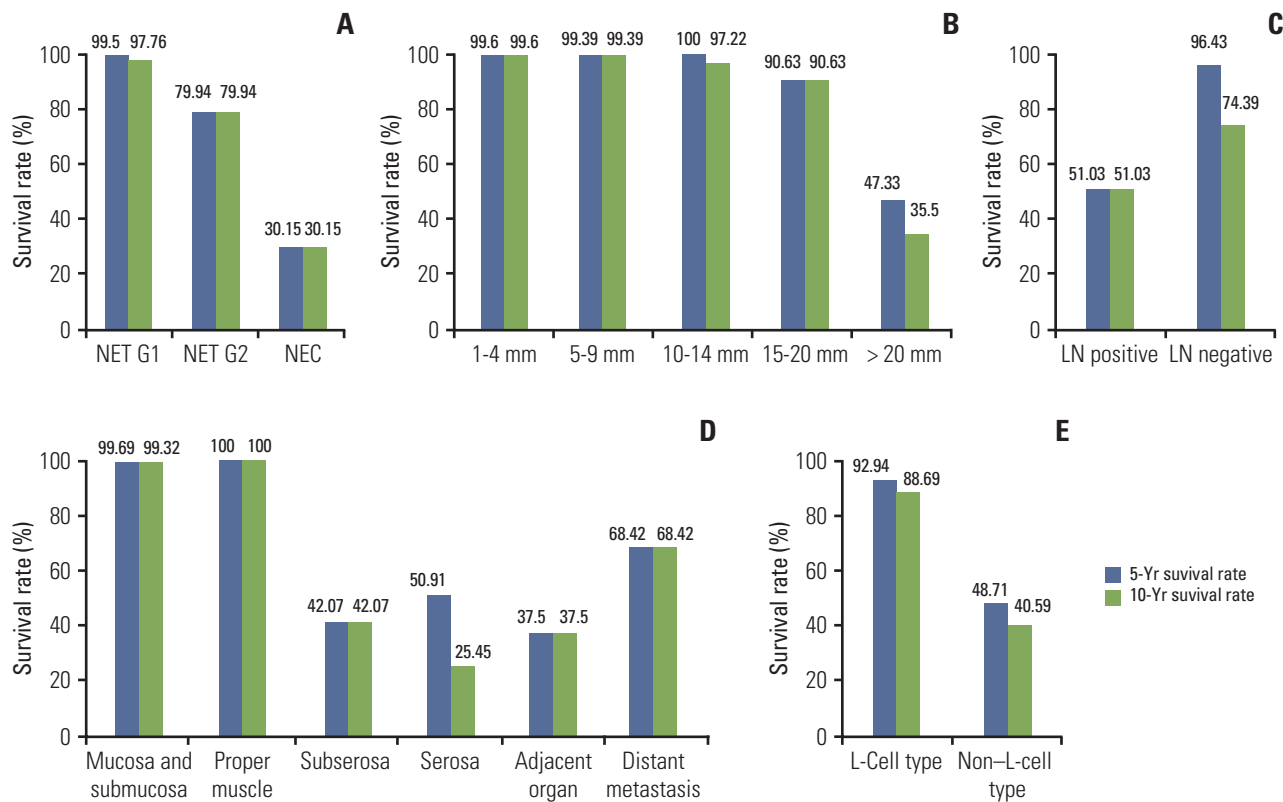 A
99.5 97.76
79.94 79.94
30.15 30.15
Survival rate (%)
100
80
60
40
20
0
NET G1 NET G2 NEC
B
99.6 99.6 99.39 99.39 100 97.22 90.63 90.63
47.33 35.5
Survival rate (%)
100
80
60
40
20
0
1-4 mm 5-9 mm 10-14 mm 15-20 mm > 20 mm
C
96.43
74.39
51.03 51.03
Survival rate (%)
100
80
60
40
20
0
LN positive LN negative
D
99.69 99.32 100 100
42.07 42.07
50.91
25.45
37.5 37.5
68.42 68.42
Survival rate (%)
100
80
60
40
20
0
Mucosa and submucosa
Proper muscle
Subserosa
Serosa
Adjacent organ
Distant metastasis
E
92.94 88.69
48.71
40.59
Survival rate (%)
100
80
60
40
20
0
L-Cell type
Non–L-cell type
5-Yr suvival rate
10-Yr suvival rate